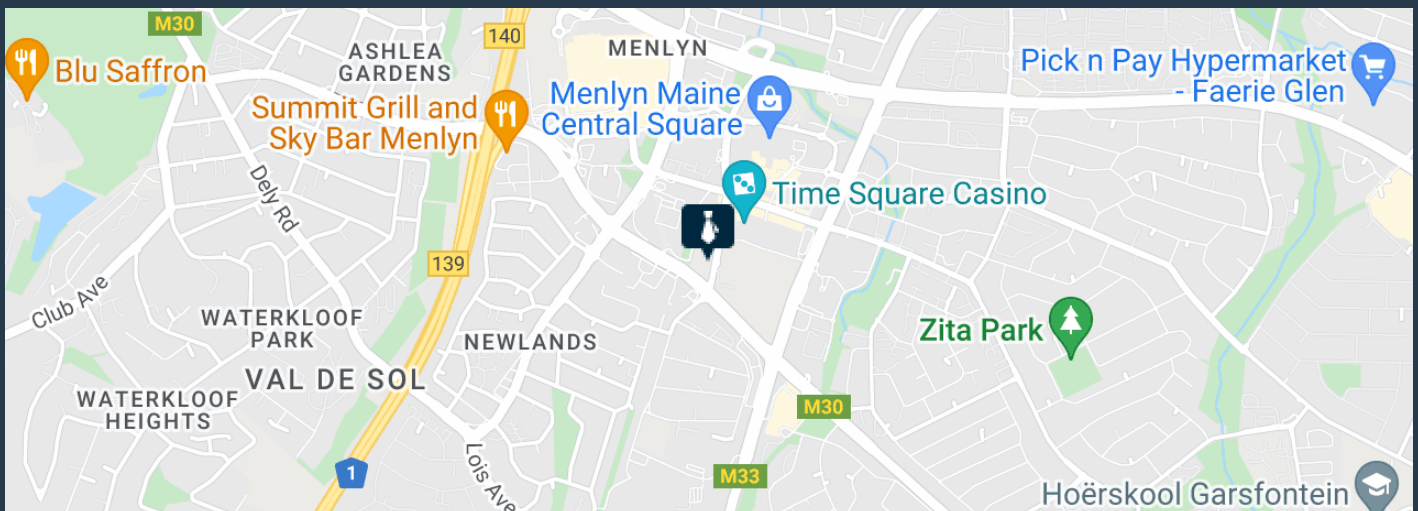 M30
140
ASHLEA
GARDENS
MENLYN
Blu Saffron
Pick n Pay Hypermarket
- Faerie Glen
Summit Grill and
Sky Bar Menlyn
Menlyn Maine
Central Square
Dely Rd
Time Square Casino
139
Club Ave
WATERKLOOF
PARK
NEWLANDS
Zita Park
VAL DE SOL
WATERKLOOF
HEIGHTS
M30
1
Lois Ave
M33
Hoërskool Garsfontein